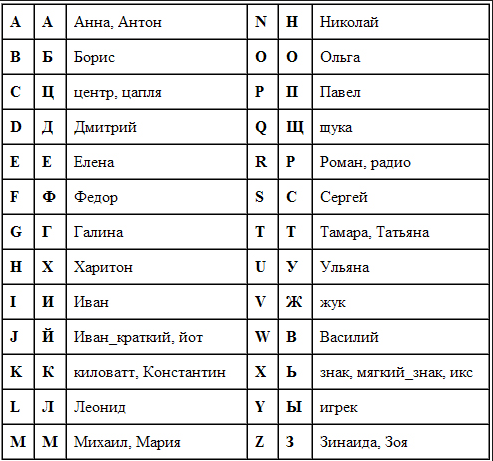 A А Анна, Антон N Н Николай
B Б Борис O О Ольга
C Ц центр, цапля P П Павел
D Д Дмитрий Q Щ щука
E Е Елена R Р Роман, радио
F Ф Федор S С Сергей
G Г Галина T Т Тамара, Татьяна
H Х Харитон U У Ульяна
I И Иван V Ж жук
J Й Иван_краткий, йот W В Василий
K К киловатт, Константин X Ь знак, мягкий_знак, икс
L Л Леонид Y Ы игрек
M М Михаил, Мария Z З Зинаида, Зоя